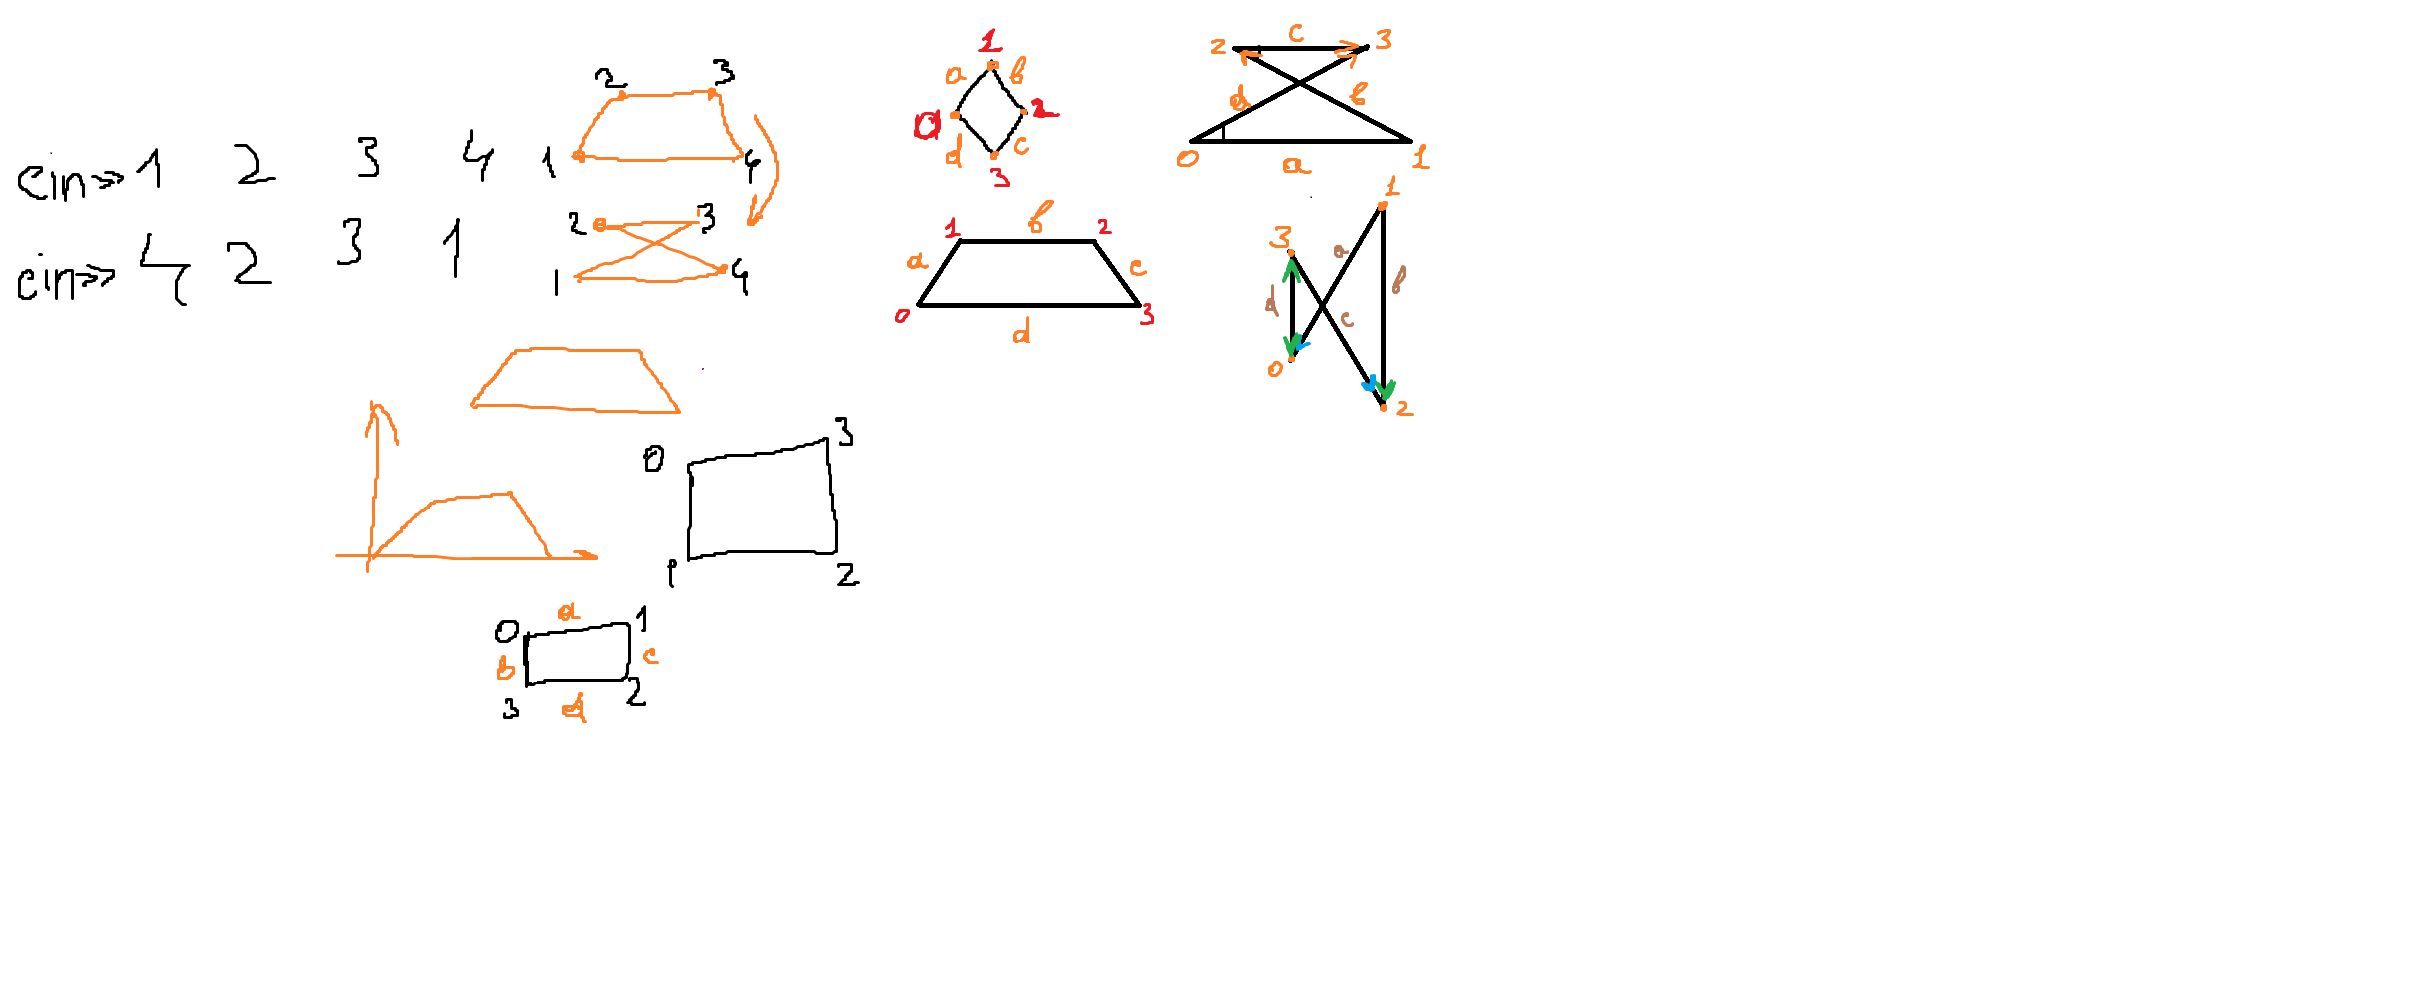 cin>> 1 2 3 4
cin>> 4 2 3 1
2 3
1 4
2 3
1 4
1
a b
0 2
d c
3
1 b 2
a c
0 d 3
2 c 3
d b
0 a 1
1
3 a
d c b
0
2
0 3
1 2
0 a 1
b c
3 d 2